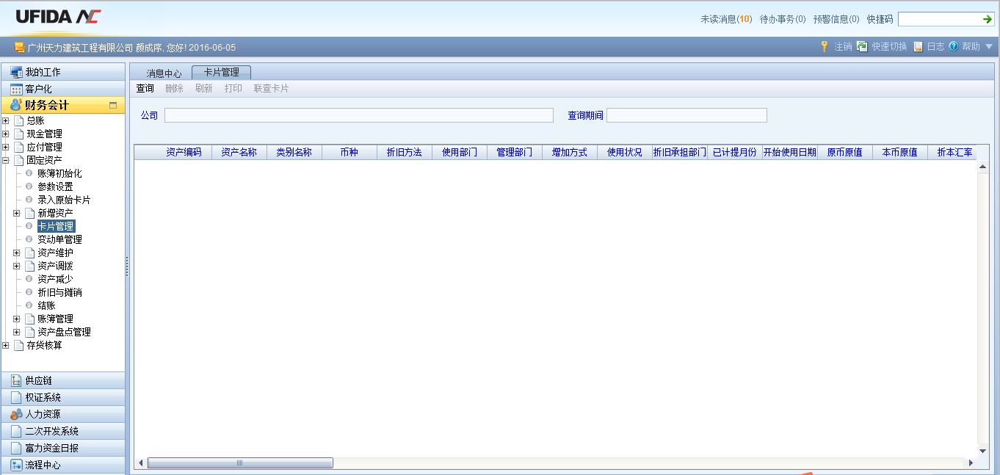 UFIDA NC
未读消息(10) 待办事务(0) 预警信息(0) 快捷码
广州天力建筑工程有限公司 颜成序, 您好! 2016-06-05
注销 快速切换 日志 帮助
我的工作
客户化
财务会计
总账
现金管理
应付管理
固定资产
账簿初始化
参数设置
录入原始卡片
新增资产
卡片管理
变动单管理
资产维护
资产调拨
资产减少
折旧与摊销
结账
账簿管理
资产盘点管理
存货核算
供应链
权证系统
人力资源
二次开发系统
富力资金日报
流程中心
消息中心 卡片管理
查询 删除 刷新 打印 联查卡片
公司 查询期间
资产编码 资产名称 类别名称 币种 折旧方法 使用部门 管理部门 增加方式 使用状况 折旧承担部门 已计提月份 开始使用日期 原币原值 本币原值 折本汇率